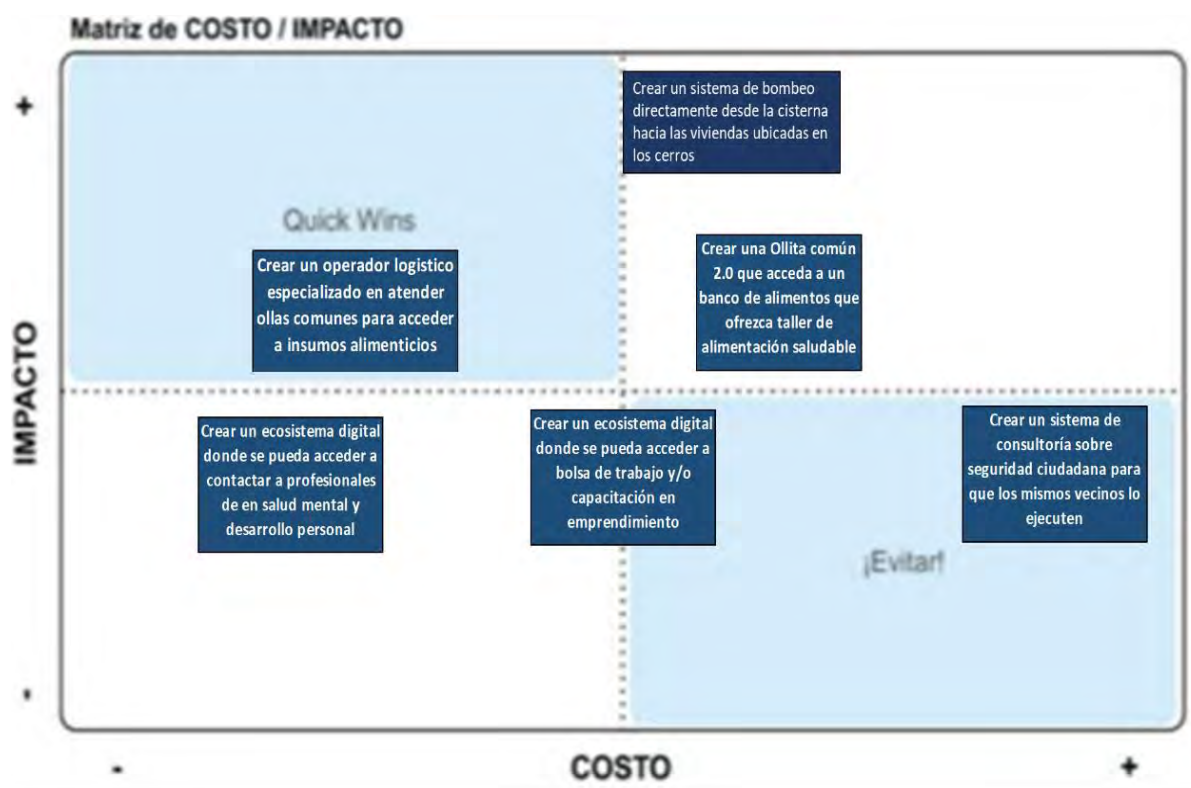 Matriz de COSTO / IMPACTO
+
Crear un sistema de bombeo
directamente desde la cisterna
hacia las viviendas ubicadas en
los cerros
Quick Wins
Crear un operador logistico
especializado en atender
ollas comunes para acceder
a insumos alimenticios
Crear una Ollita común
2.0 que acceda a un
banco de alimentos que
ofrezca taller de
alimentación saludable
IMPACTO
Crear un ecosistema digital
donde se pueda acceder a
contactar a profesionales
de en salud mental y
desarrollo personal
Crear un ecosistema digital
donde se pueda acceder a
bolsa de trabajo y/o
capacitación en
emprendimiento
Crear un sistema de
consultoría sobre
seguridad ciudadana para
que los mismos vecinos lo
ejecuten
¡Evitar!
-
-
COSTO
+